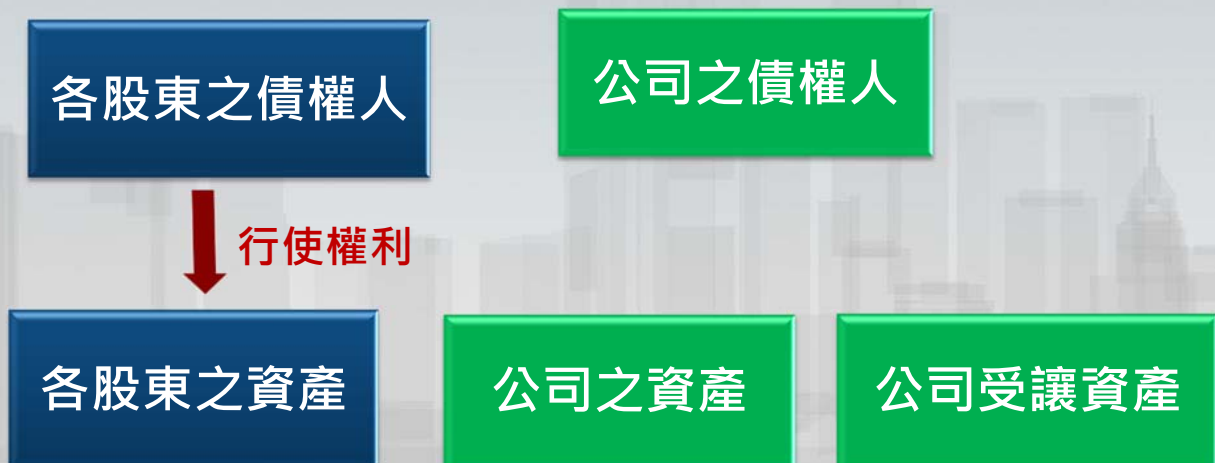 各股東之債權人
公司之債權人
行使權利
各股東之資產
公司之資產
公司受讓資產